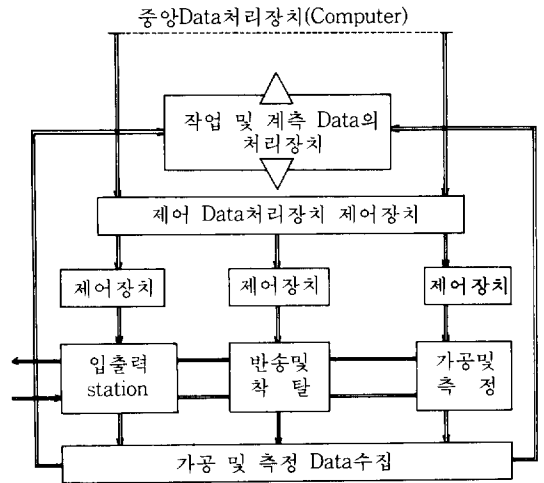 중앙Data처리장치(Computer)
작업 및 계측 Data의
처리장치
제어 Data처리장치 제어장치
제어장치
제어장치
제어장치
입출력
station
반송및
착 탈
가공및
측 정
가공 및 측정 Data수집